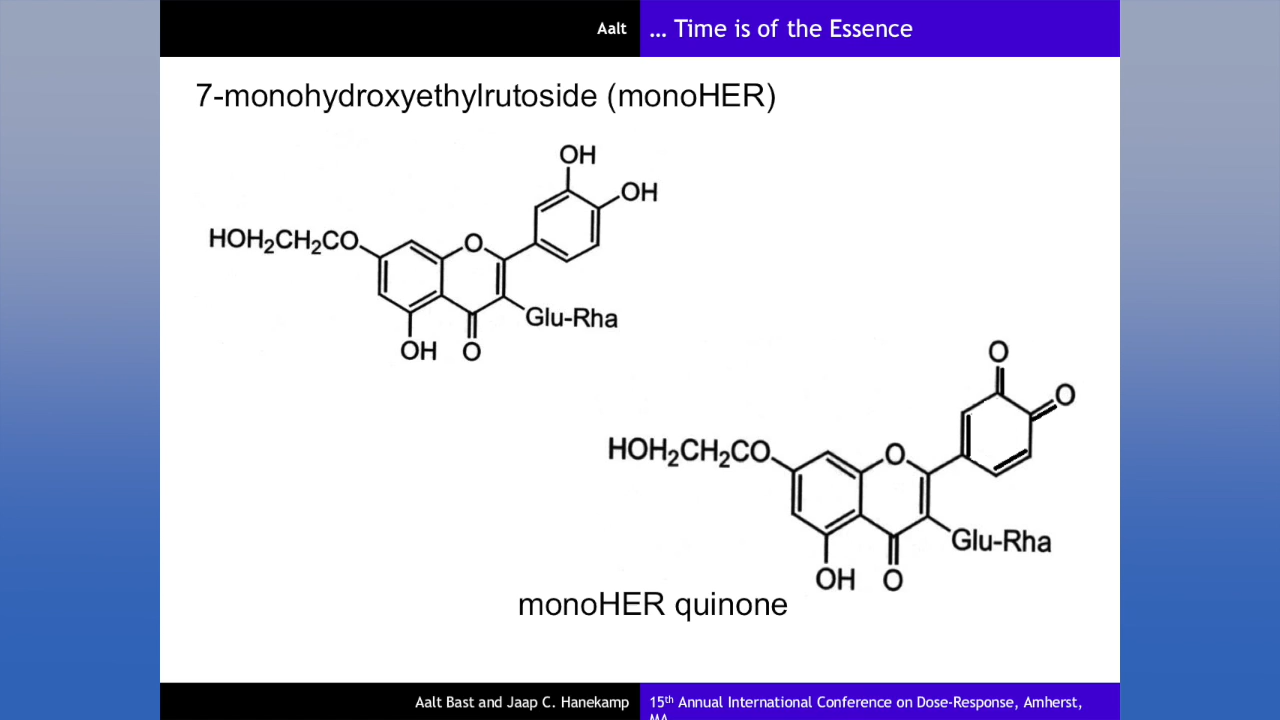 Aalt
... Time is of the Essence
7-monohydroxyethylrutoside (monoHER)
OH
OH
HOH₂CH₂CO
O
Glu-Rha
OH
O
O
O
HOH₂CH₂CO
O
Glu-Rha
OH
O
monoHER quinone
Aalt Bast and Jaap C. Hanekamp
15ᵗʰ Annual International Conference on Dose-Response, Amherst,
MA